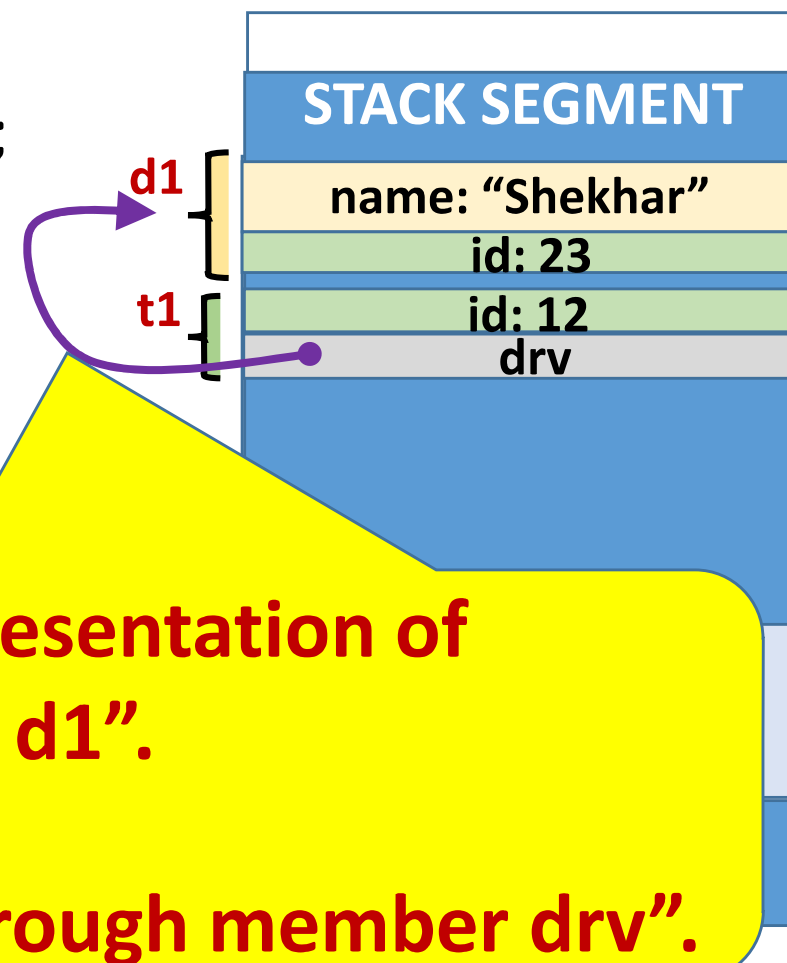 STACK SEGMENT
;
d1
name: “Shekhar”
id: 23
t1
id: 12
drv
esentation of
d1”.
rough member drv”.